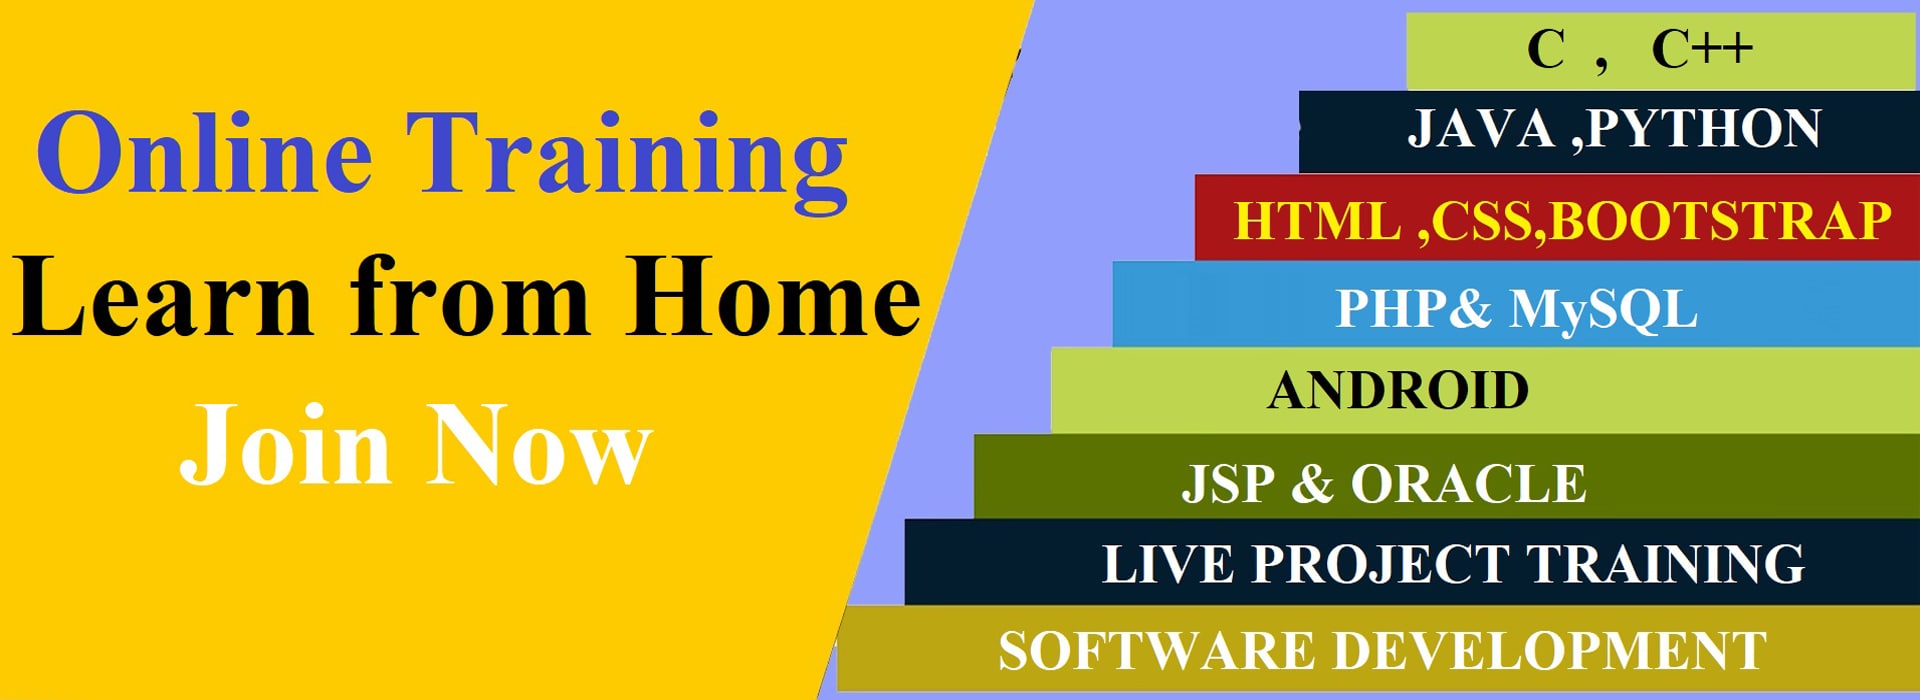 Online Training
Learn from Home
Join Now
C , C++
JAVA ,PYTHON
HTML ,CSS,BOOTSTRAP
PHP& MySQL
ANDROID
JSP & ORACLE
LIVE PROJECT TRAINING
SOFTWARE DEVELOPMENT